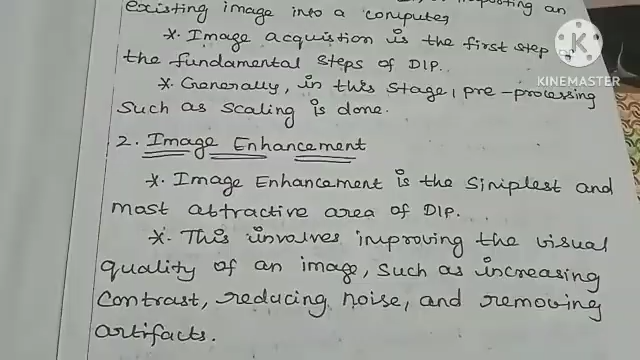 existing image into a computer
*. Image acquistion is the first step of
the fundamental steps of DIP.
*. Generally, in this stage, pre-processing
such as scaling is done.
2. Image Enhancement
*. Image Enhancement is the simplest and
most attractive area of DIP.
*. This involves improving the visual
quality of an image, such as increasing
contrast, reducing noise, and removing
artifacts.
KINEMASTER